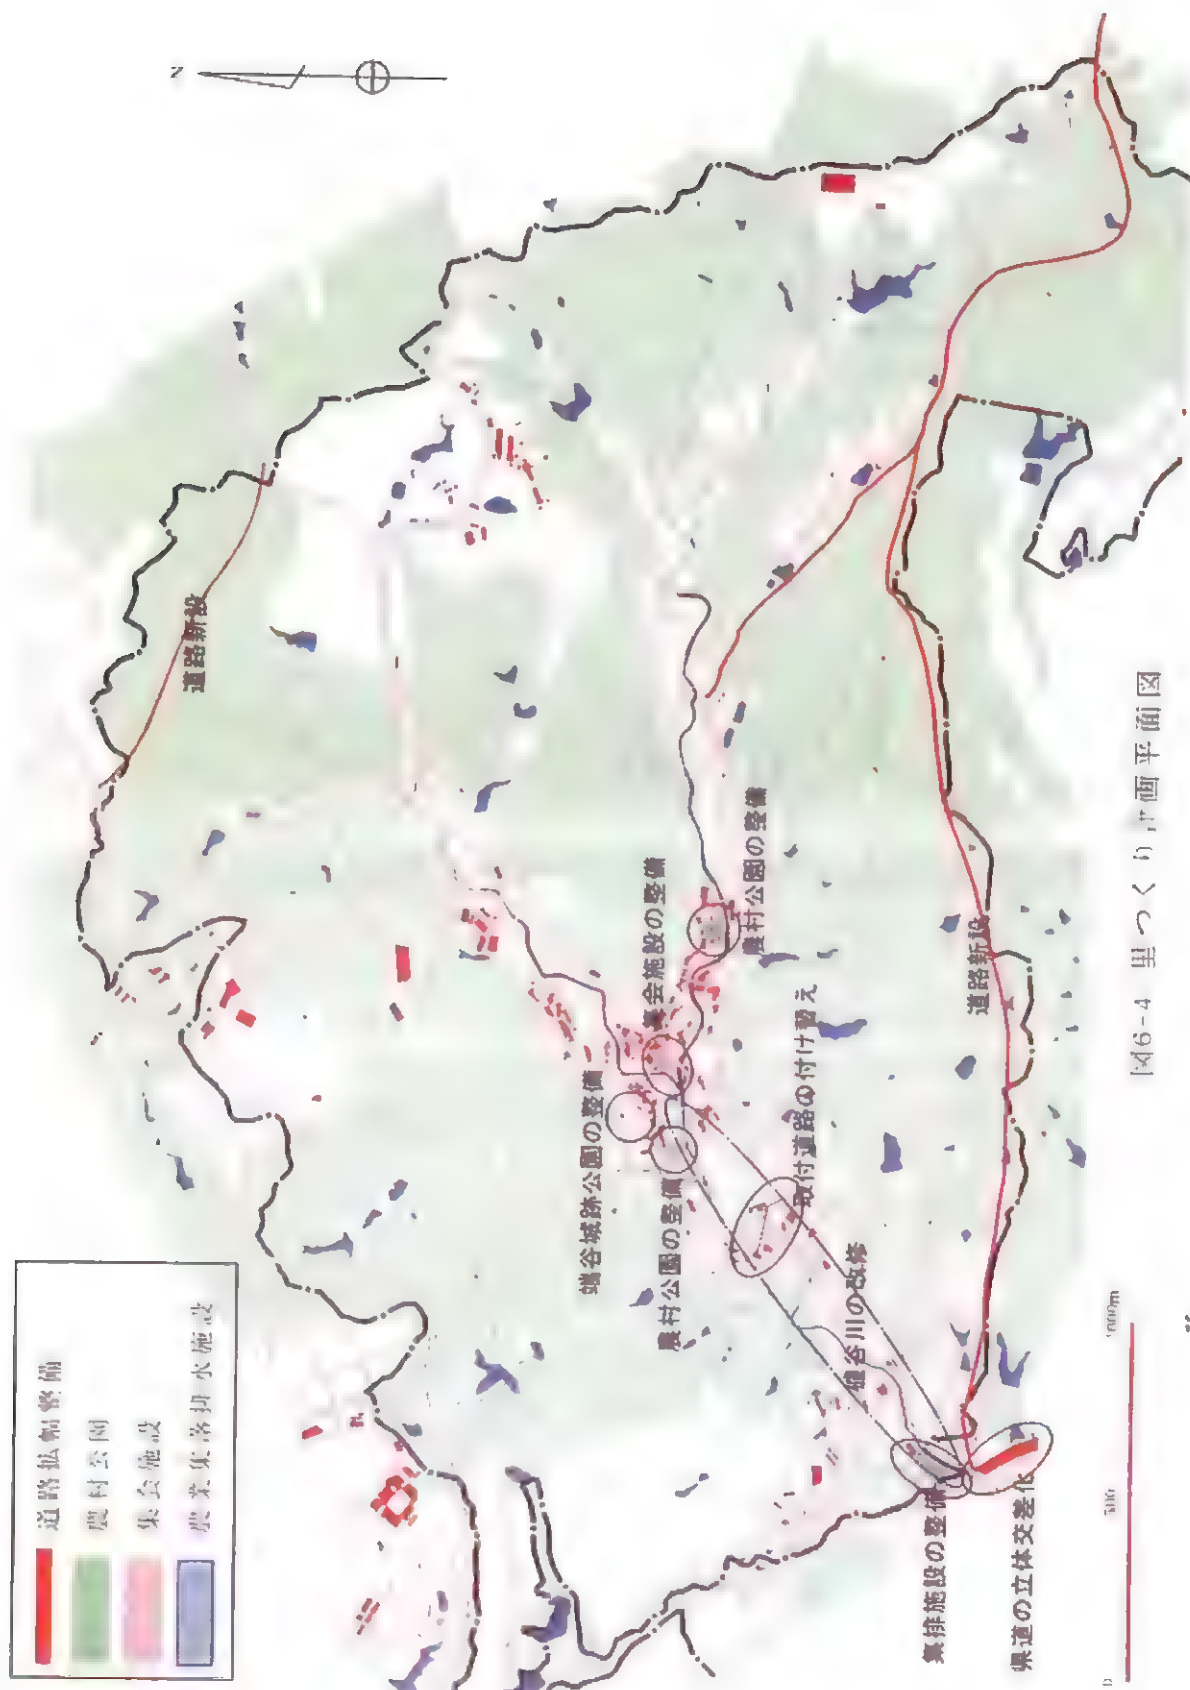 道路拡幅整備
農村公園
集会施設
農業集落排水施設
N
道路新設
端谷城跡公園の整備
農村公園の整備
集会施設の整備
農村公園の整備
取付道路の付け替え
道路新設
集排施設の整備
県道の立体交差化
0 500 1000m
図6-4 里つくり計画平面図